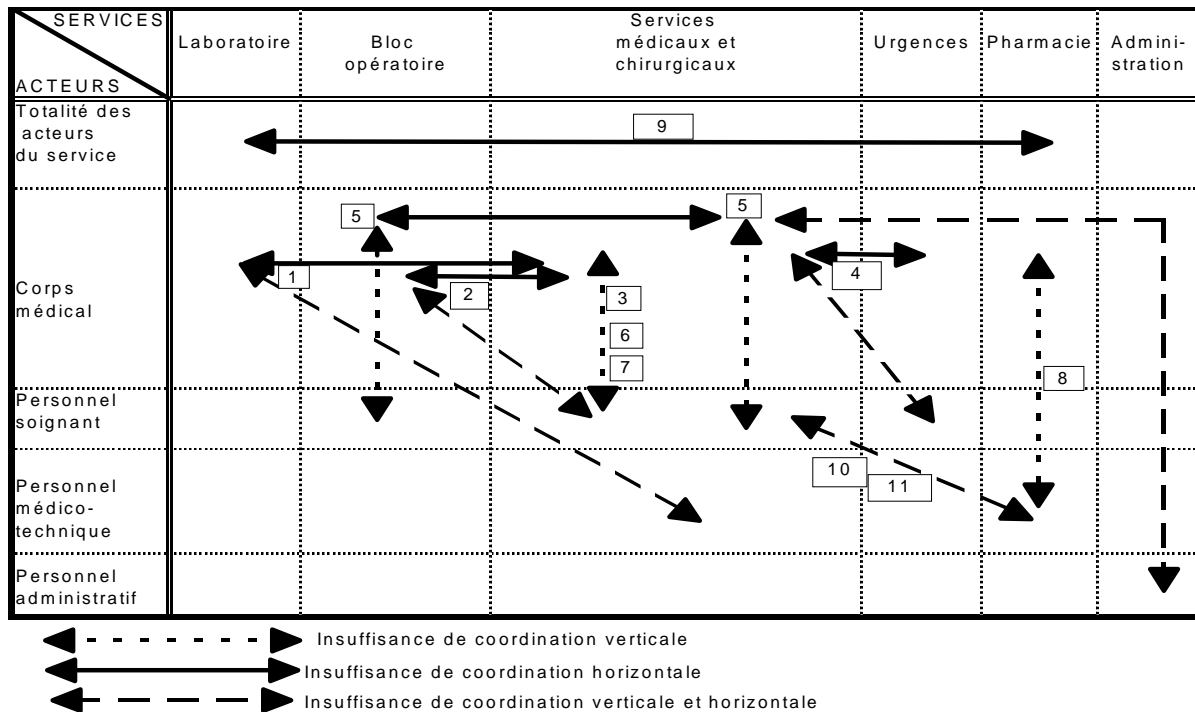 SERVICES
ACTEURS
Laboratoire
Bloc
opératoire
Services
médicaux et
chirurgicaux
Urgences
Pharmacie
Admini-
stration
Totalité des
acteurs
du service
9
5
5
1
2
3
4
6
7
8
Corps
médical
Personnel
soignant
10
11
Personnel
médico-
technique
Personnel
administratif
Insuffisance de coordination verticale
Insuffisance de coordination horizontale
Insuffisance de coordination verticale et horizontale